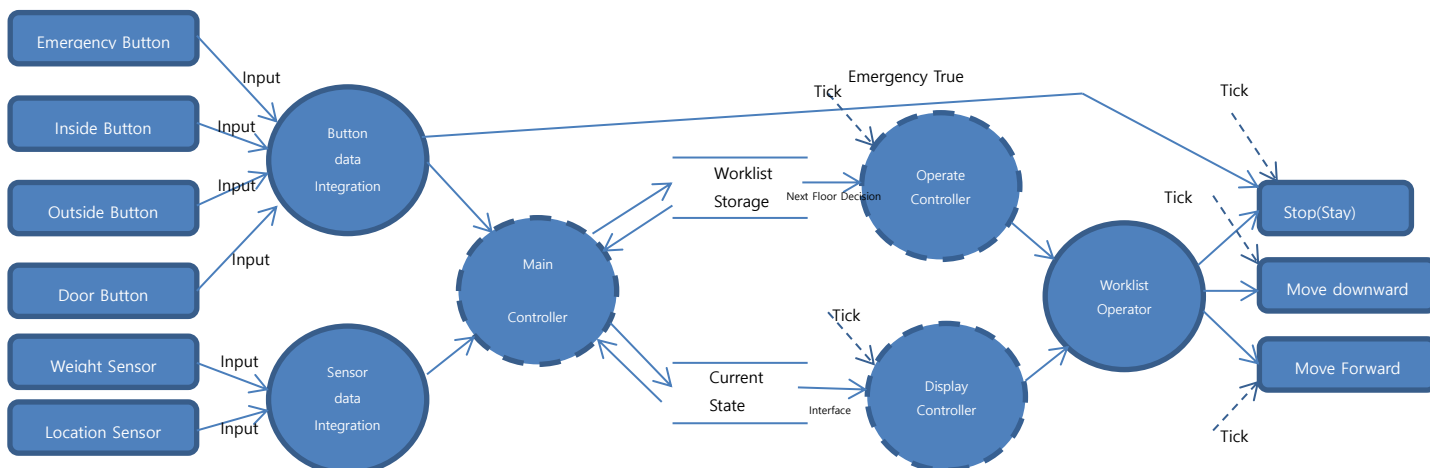 Emergency Button
Input
Inside Button
Input
Outside Button
Input
Door Button
Input
Weight Sensor
Input
Location Sensor
Input
Button
data
Integration
Sensor
data
Integration
Main
Controller
Emergency True
Worklist
Storage
Next Floor Decision
Current
State
Interface
Tick
Operate
Controller
Tick
Display
Controller
Worklist
Operator
Tick
Stop(Stay)
Tick
Move downward
Move Forward
Tick